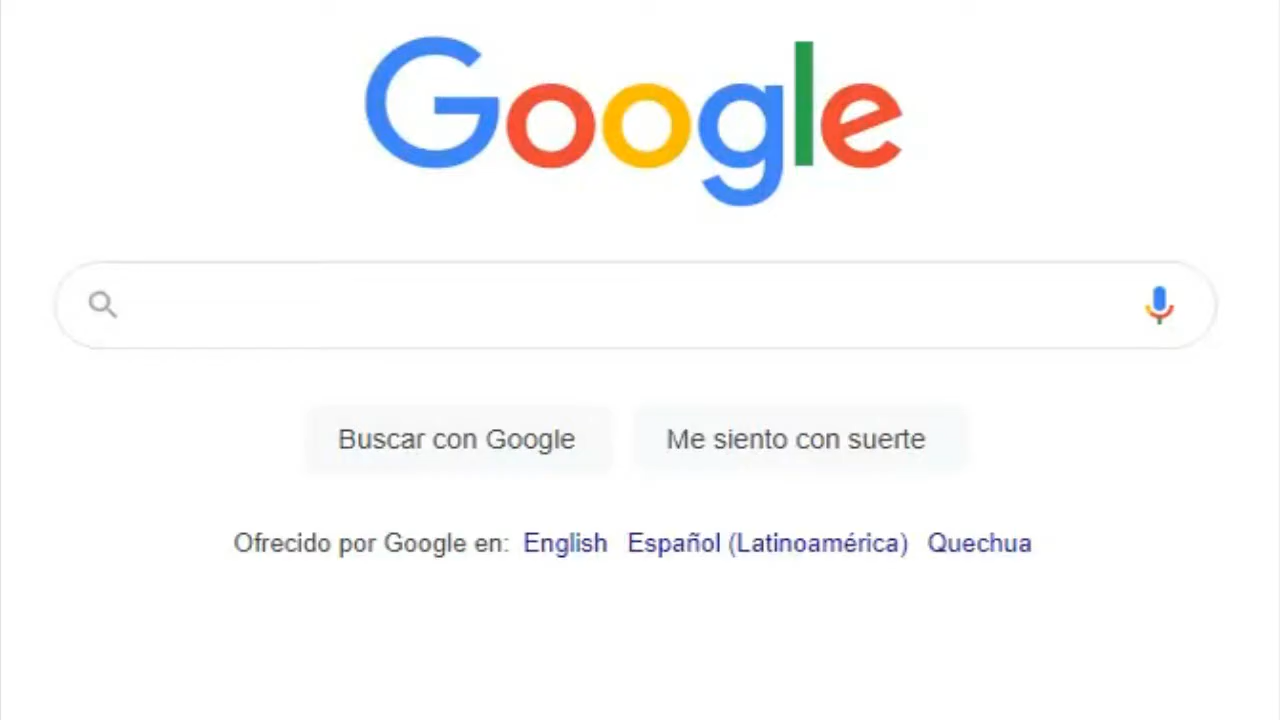 Google
Buscar con Google Me siento con suerte
Ofrecido por Google en: English Español (Latinoamérica) Quechua